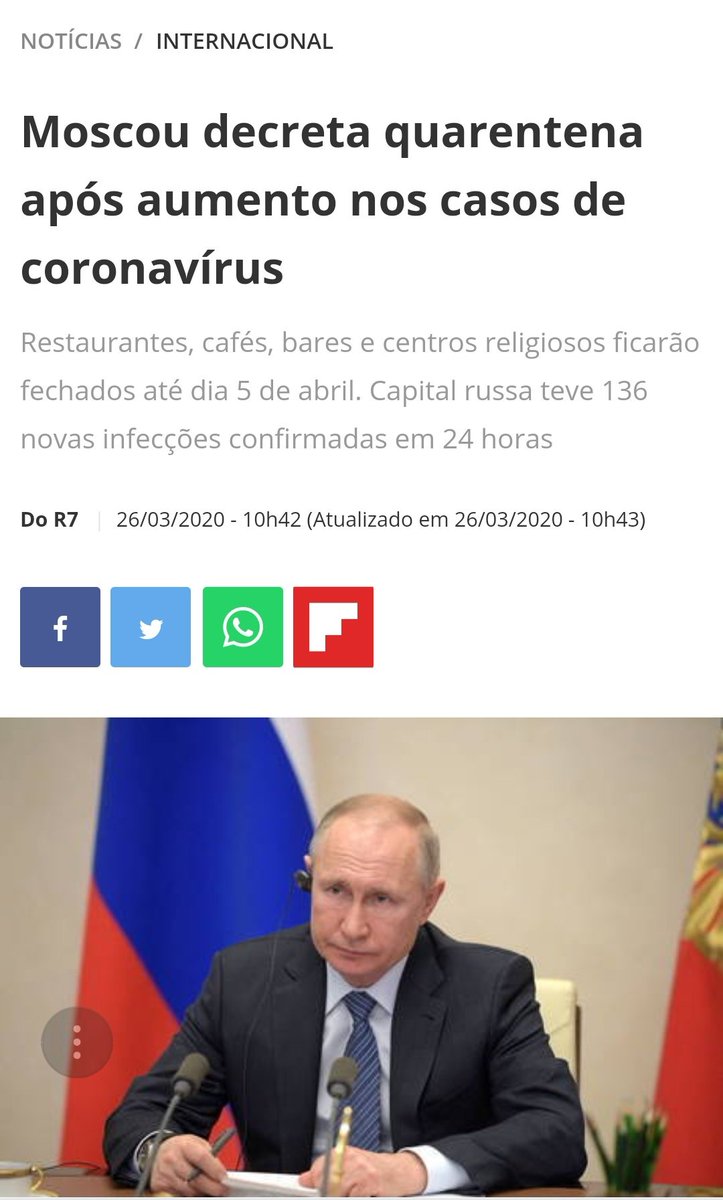 NOTÍCIAS / INTERNACIONAL
Moscou decreta quarentena
após aumento nos casos de
coronavírus
Restaurantes, cafés, bares e centros religiosos ficarão
fechados até dia 5 de abril. Capital russa teve 136
novas infecções confirmadas em 24 horas
Do R7 | 26/03/2020 - 10h42 (Atualizado em 26/03/2020 - 10h43)